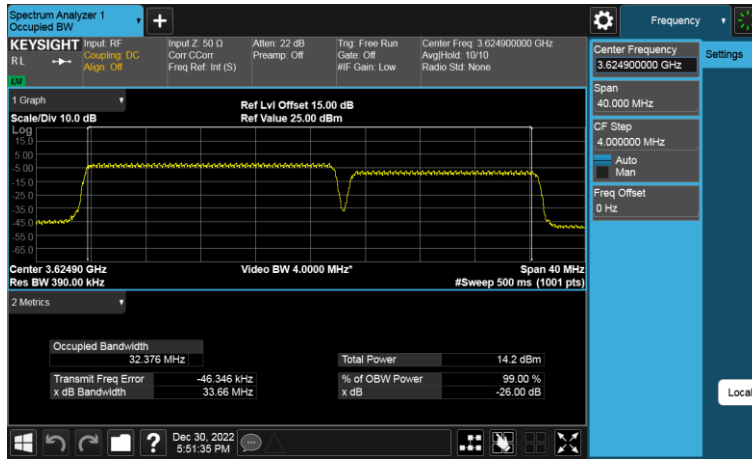 Spectrum Analyzer 1
Occupied BW
Frequency
KEYSIGHT
RL
LXI
Input: RF
Coupling: DC
Align: Off
Input Z: 50 Ω
Corr CCorr
Freq Ref: Int (S)
Atten: 22 dB
Preamp: Off
Trig: Free Run
Gate: Off
#IF Gain: Low
Center Freq: 3.624900000 GHz
Avg|Hold: 10/10
Radio Std: None
Center Frequency
3.624900000 GHz
Settings
Span
40.000 MHz
CF Step
4.000000 MHz
Auto
Man
Freq Offset
0 Hz
Local
1 Graph
Scale/Div 10.0 dB
Ref Lvl Offset 15.00 dB
Ref Value 25.00 dBm
Log
15.0
5.00
-5.00
-15.0
-25.0
-35.0
-45.0
-55.0
-65.0
Center 3.62490 GHz
Video BW 4.0000 MHz*
Span 40 MHz
Res BW 390.00 kHz
#Sweep 500 ms (1001 pts)
2 Metrics
Occupied Bandwidth
32.376 MHz
Total Power 14.2 dBm
Transmit Freq Error -46.346 kHz
% of OBW Power 99.00 %
x dB Bandwidth 33.66 MHz
x dB -26.00 dB
?
Dec 30, 2022
5:51:35 PM